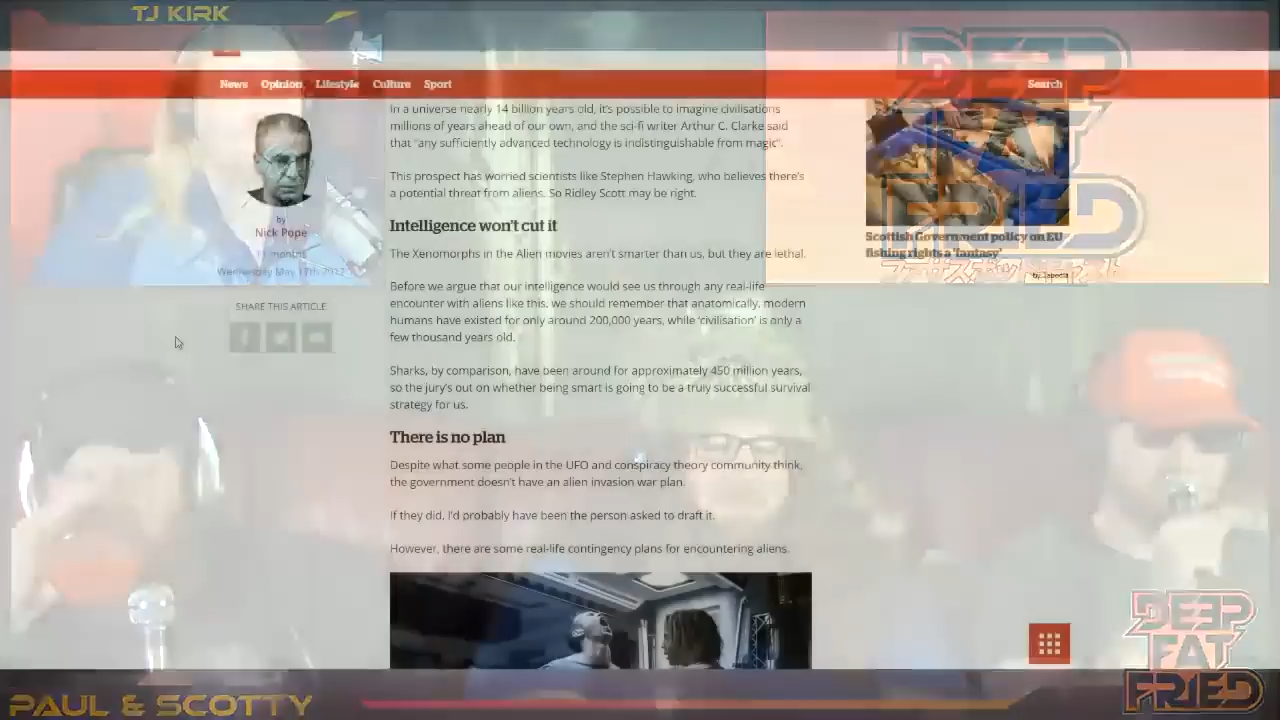 TJ KIRK
News Opinion Lifestyle Culture Sport
Search
In a universe nearly 14 billion years old, it's possible to imagine civilisations
millions of years ahead of our own, and the sci-fi writer Arthur C. Clarke said
that "any sufficiently advanced technology is indistinguishable from magic".
This prospect has worried scientists like Stephen Hawking, who believes there's
a potential threat from aliens. So Ridley Scott may be right.
by
Nick Pope
months
Wednesday May 17th 2017
SHARE THIS ARTICLE
Intelligence won't cut it
The Xenomorphs in the Alien movies aren't smarter than us, but they are lethal.
Before we argue that our intelligence would see us through any real-life
encounter with aliens like this, we should remember that anatomically, modern
humans have existed for only around 200,000 years, while 'civilisation' is only a
few thousand years old.
Sharks, by comparison, have been around for approximately 450 million years,
so the jury's out on whether being smart is going to be a truly successful survival
strategy for us.
There is no plan
Despite what some people in the UFO and conspiracy theory community think,
the government doesn't have an alien invasion war plan.
If they did, I'd probably have been the person asked to draft it.
However, there are some real-life contingency plans for encountering aliens.
DEEP
FAT
FRIED
Scottish Government policy on EU
fishing rights a 'fantasy'
by
DEEP
FAT
FRIED
PAUL & SCOTTY